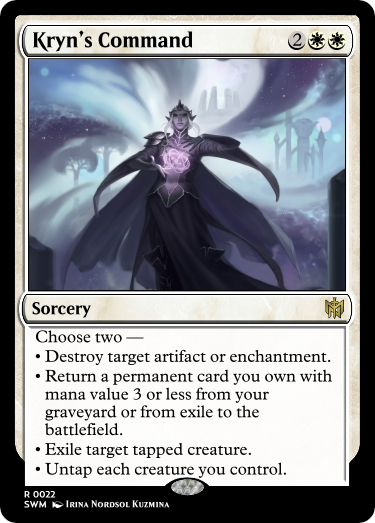 Kryn's Command 2
Sorcery
Choose two —
• Destroy target artifact or enchantment.
• Return a permanent card you own with
mana value 3 or less from your
graveyard or from exile to the
battlefield.
• Exile target tapped creature.
• Untap each creature you control.
R 0022
SWM Irina Nordsol Kuzmina